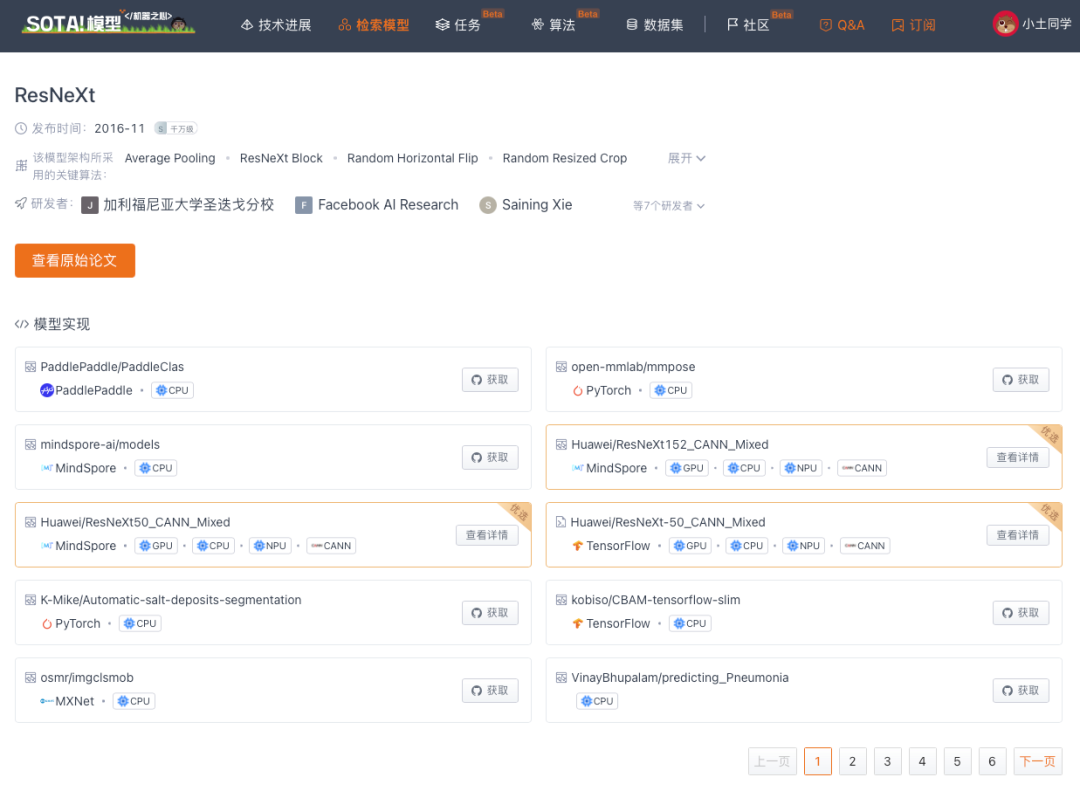 SOTA!模型 </机器之心>
技术进展 检索模型 任务 Beta 算法 Beta 数据集 社区 Beta Q&A 订阅 小土同学
ResNeXt
发布时间: 2016-11 S 千万级
该模型架构所采用的关键算法: Average Pooling • ResNeXt Block • Random Horizontal Flip • Random Resized Crop 展开
研发者: J 加利福尼亚大学圣迭戈分校 F Facebook AI Research S Saining Xie 等7个研发者
查看原始论文
</> 模型实现
PaddlePaddle/PaddleClas
PaddlePaddle • CPU
获取
open-mmlab/mmpose
PyTorch • CPU
获取
mindspore-ai/models
MindSpore • CPU
获取
Huawei/ResNeXt152_CANN_Mixed
MindSpore • GPU • CPU • NPU • CANN
查看详情
优选
Huawei/ResNeXt50_CANN_Mixed
MindSpore • GPU • CPU • NPU • CANN
查看详情
优选
Huawei/ResNeXt-50_CANN_Mixed
TensorFlow • GPU • CPU • NPU • CANN
查看详情
优选
K-Mike/Automatic-salt-deposits-segmentation
PyTorch • CPU
获取
kobiso/CBAM-tensorflow-slim
TensorFlow • CPU
获取
osmr/imgclsmob
MXNet • CPU
获取
VinayBhupalam/predicting_Pneumonia
CPU
获取
上一页 1 2 3 4 5 6 下一页